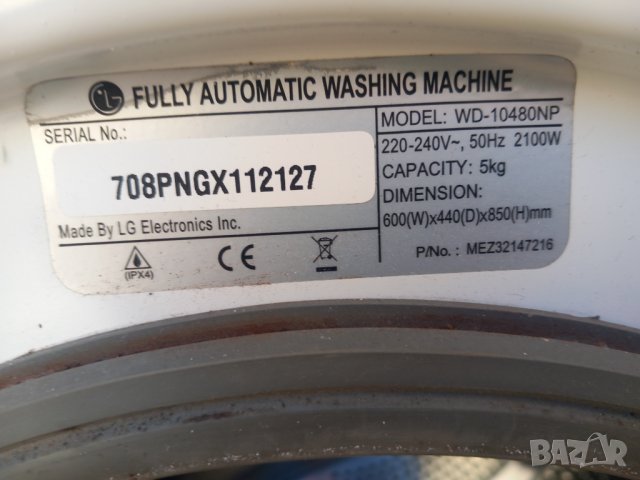 LG FULLY AUTOMATIC WASHING MACHINE
SERIAL No.:
708PNGX112127
Made By LG Electronics Inc.
(IPX4)
CE
MODEL: WD-10480NP
220-240V~, 50Hz 2100W
CAPACITY: 5kg
DIMENSION:
600(W)x440(D)x850(H)mm
P/No. : MEZ32147216
BAZAR